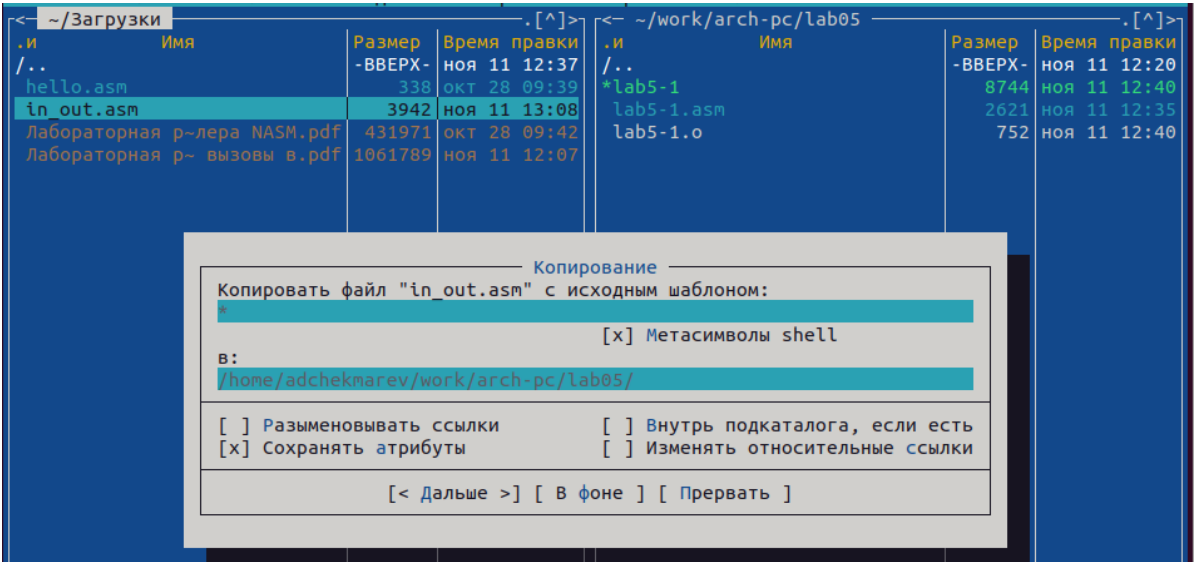 <— ~/Загрузки —.[^]>
.и Имя Размер Время правки
/.. -ВВЕРХ- ноя 11 12:37
hello.asm 338 окт 28 09:39
in_out.asm 3942 ноя 11 13:08
Лабораторная р~лера NASM.pdf 431971 окт 28 09:42
Лабораторная р~ вызовы в.pdf 1061789 ноя 11 12:07
<— ~/work/arch-pc/lab05 —.[^]>
.и Имя Размер Время правки
/.. -ВВЕРХ- ноя 11 12:20
*lab5-1 8744 ноя 11 12:40
lab5-1.asm 2621 ноя 11 12:35
lab5-1.o 752 ноя 11 12:40
Копирование
Копировать файл "in_out.asm" с исходным шаблоном:
*
[x] Метасимволы shell
в:
/home/adchekmarev/work/arch-pc/lab05/
[ ] Разыменовывать ссылки [ ] Внутрь подкаталога, если есть
[x] Сохранять атрибуты [ ] Изменять относительные ссылки
[< Дальше >] [ В фоне ] [ Прервать ]